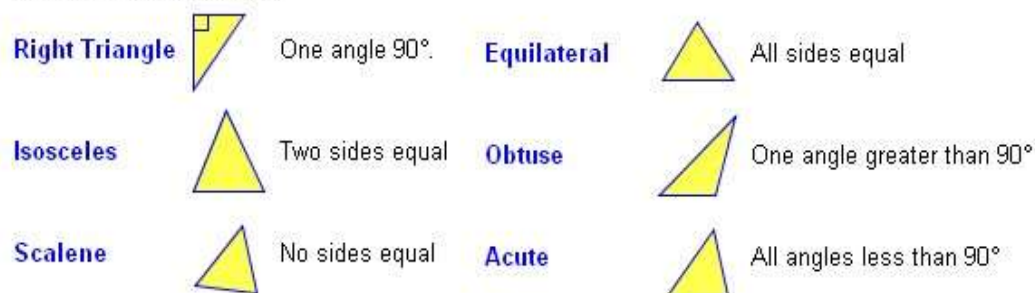 Right Triangle One angle 90°. Equilateral All sides equal
Isosceles Two sides equal Obtuse One angle greater than 90°
Scalene No sides equal Acute All angles less than 90°